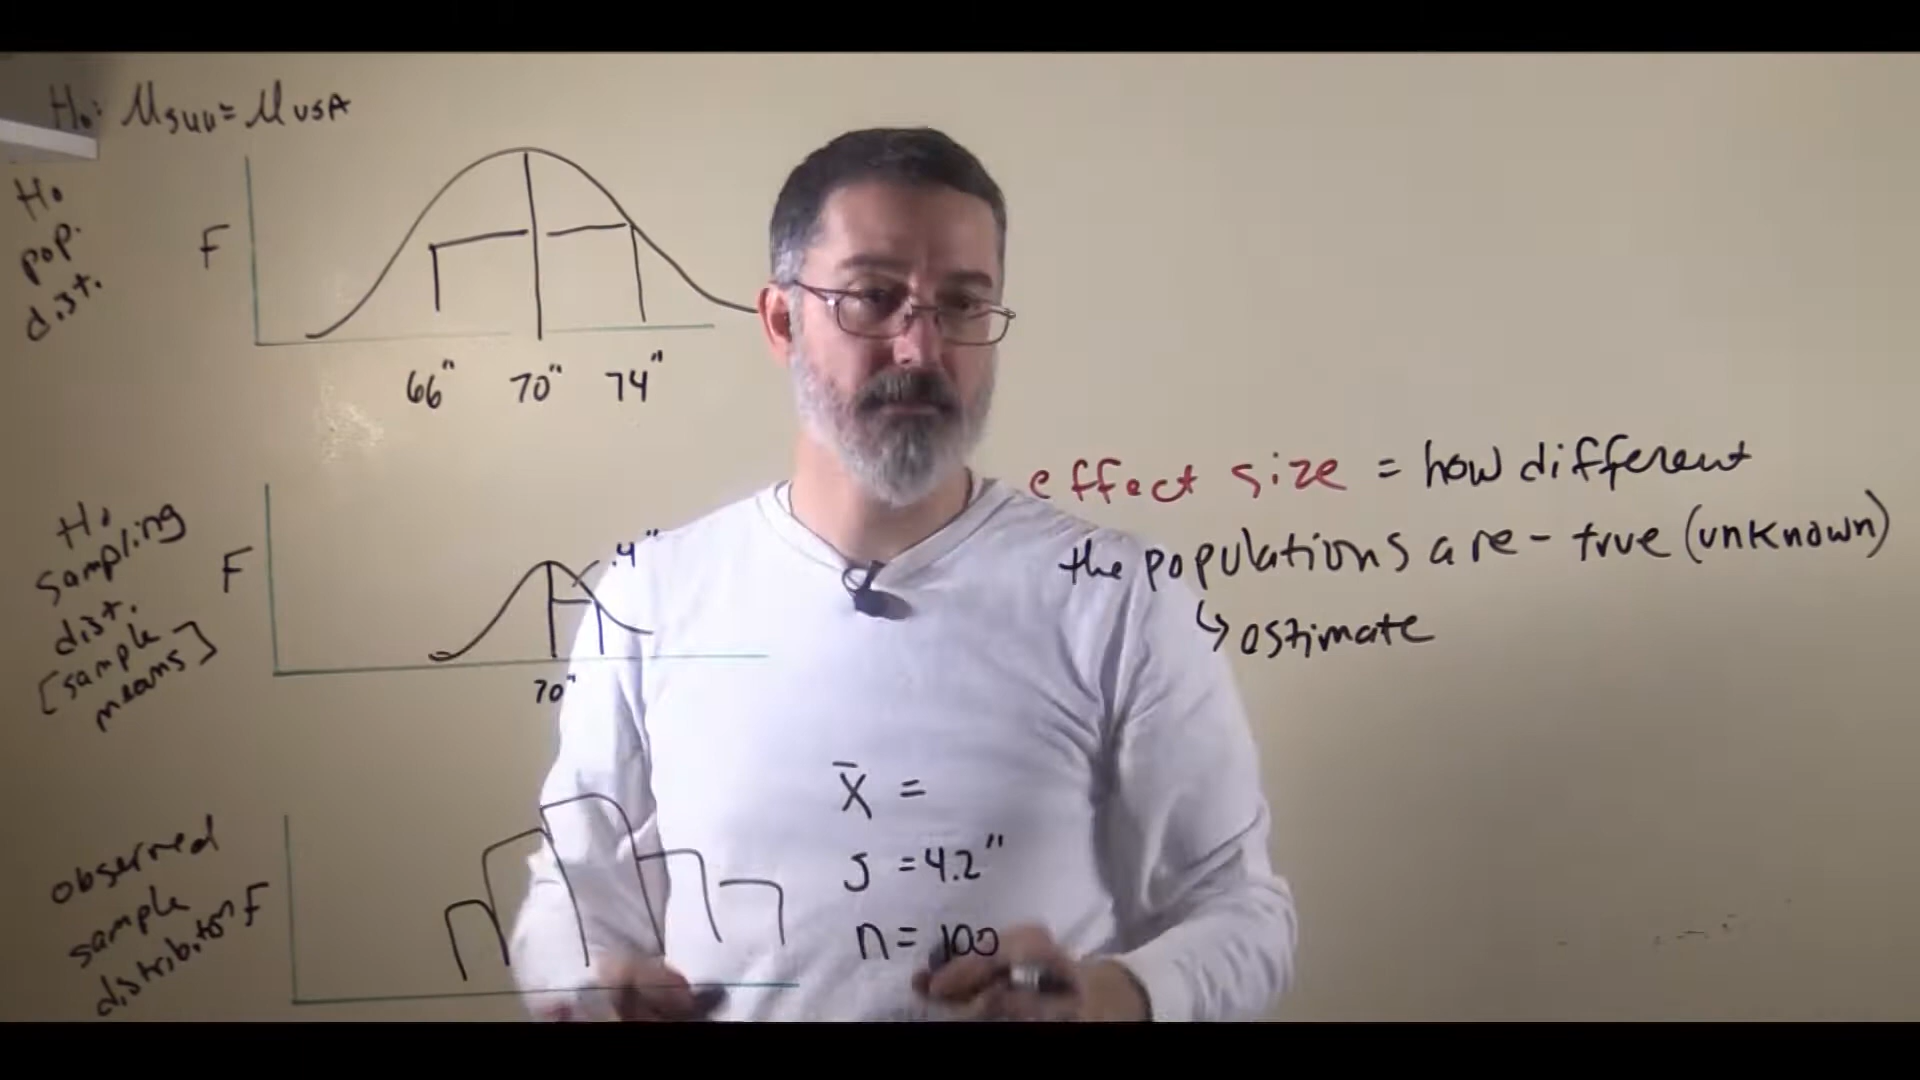 Ho: μSUU = μUSA
Ho
pop.
dist.
F
66" 70" 74"
Ho
sampling
dist.
[sample
means]
F
.4"
70"
effect size = how different
the populations are - true (unknown)
↳ estimate
observed
sample
distribution
F
x̄ =
s = 4.2"
n = 100